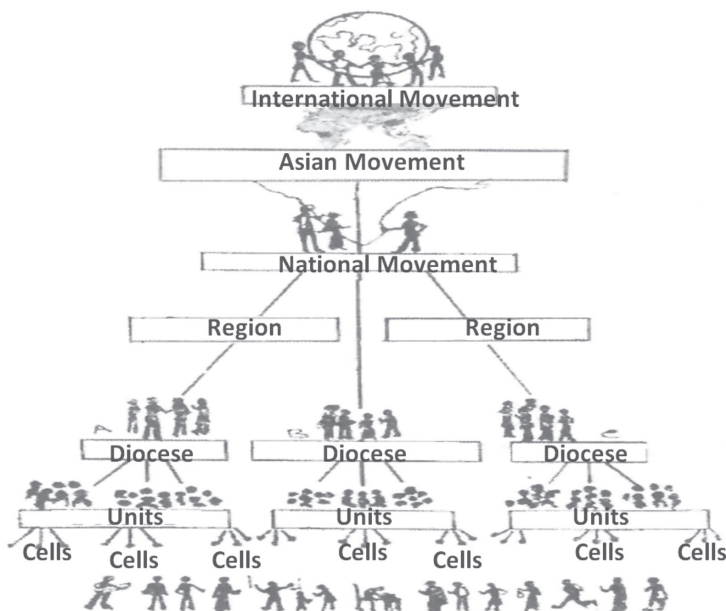 International Movement
Asian Movement
National Movement
Region Region
A B C
Diocese Diocese Diocese
Units Units Units
Cells Cells Cells Cells Cells Cells Cells